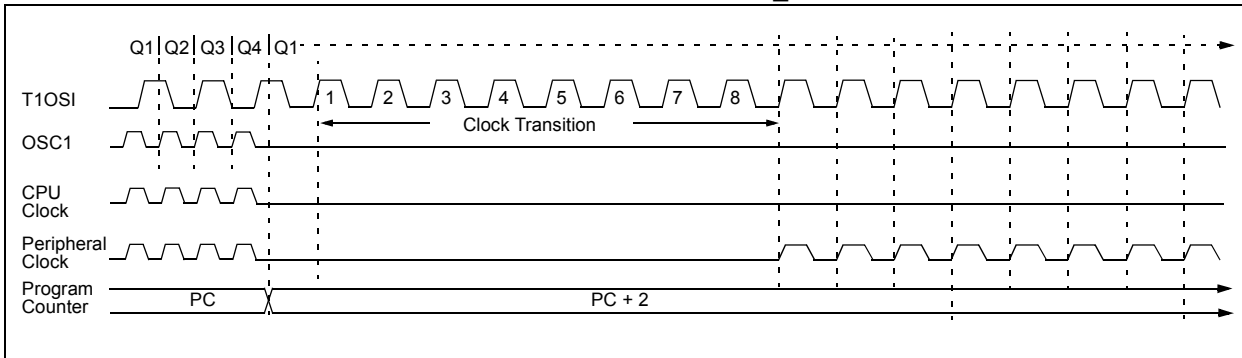 Q1 Q2 Q3 Q4 Q1
T1OSI
1 2 3 4 5 6 7 8
Clock Transition
OSC1
CPU
Clock
Peripheral
Clock
Program
Counter
PC
PC + 2